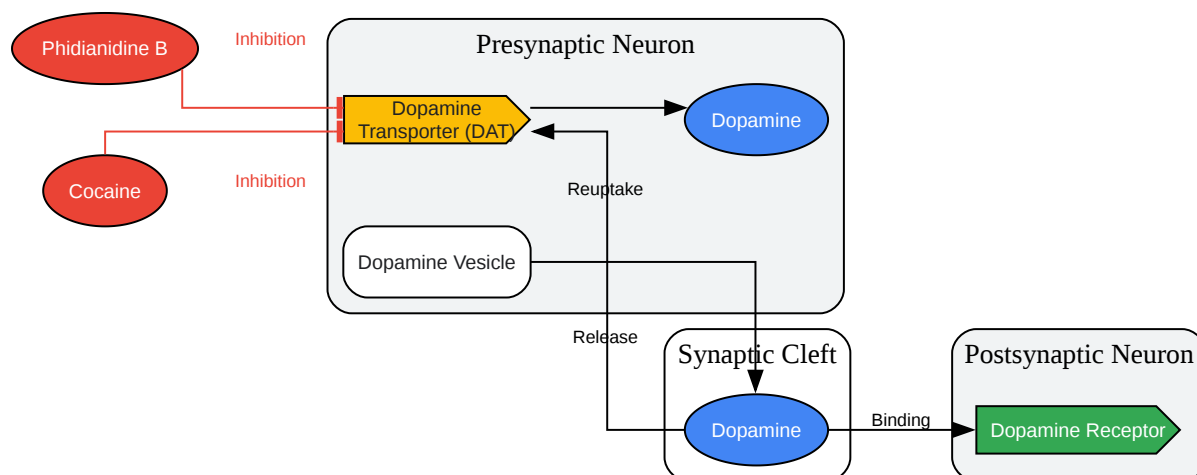 Phidianidine B
Inhibition
Presynaptic Neuron
Dopamine
Transporter (DAT)
Dopamine
Cocaine
Inhibition
Reuptake
Dopamine Vesicle
Release
Synaptic Cleft
Postsynaptic Neuron
Dopamine
Binding
Dopamine Receptor